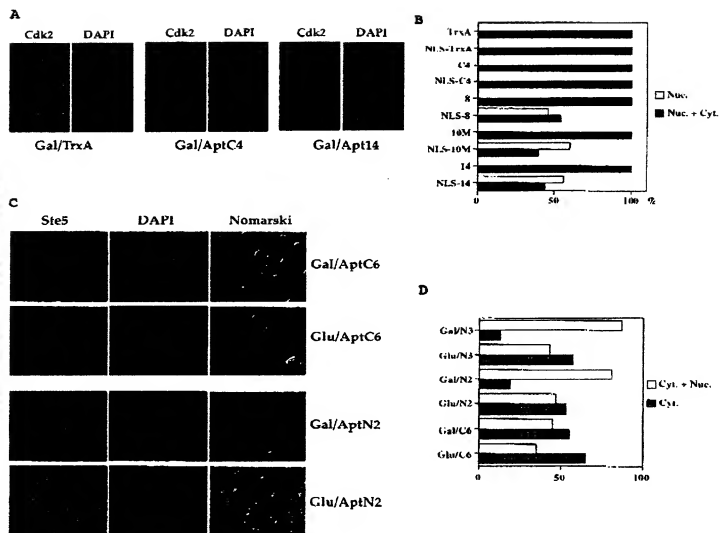 A
Cdk2 DAPI Cdk2 DAPI Cdk2 DAPI
Gal/TrxA Gal/AptC4 Gal/Apt14
B
TrxA
NLS-TrxA
C4
NLS-C4
8
NLS-8
10M
NLS-10M
14
NLS-14
0 50 100 %
Nuc.
Nuc. + Cyt.
C
Ste5 DAPI Nomarski
Gal/AptC6
Glu/AptC6
Gal/AptN2
Glu/AptN2
D
Gal/N3
Glu/N3
Gal/N2
Glu/N2
Gal/C6
Glu/C6
0 50 100
Cyt. + Nuc.
Cyt.